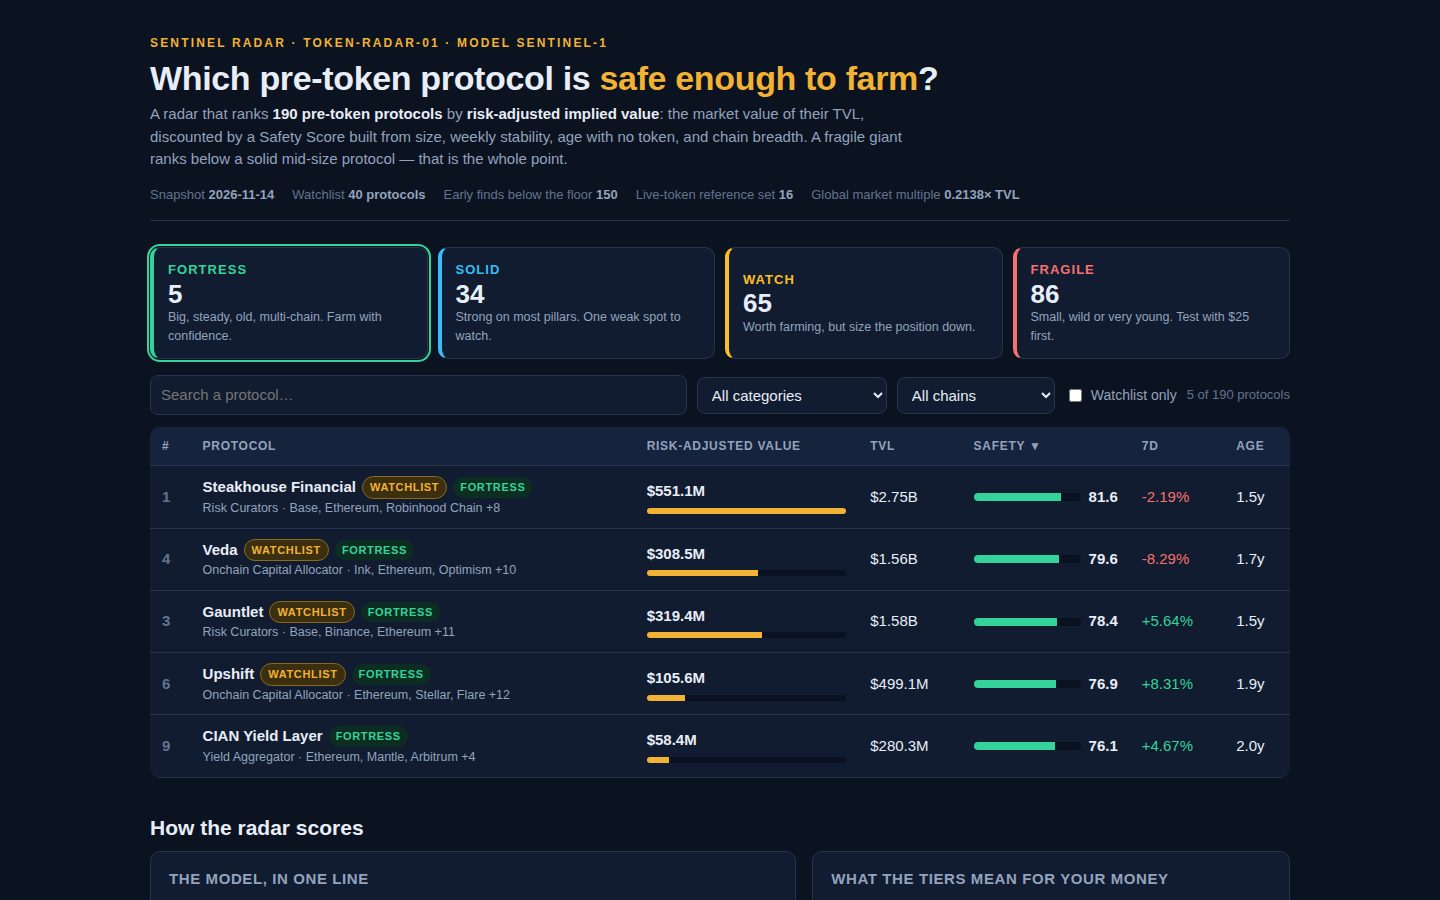 SENTINEL RADAR · TOKEN-RADAR-01 · MODEL SENTINEL-1
Which pre-token protocol is safe enough to farm?
A radar that ranks 190 pre-token protocols by risk-adjusted implied value: the market value of their TVL,
discounted by a Safety Score built from size, weekly stability, age with no token, and chain breadth. A fragile giant
ranks below a solid mid-size protocol — that is the whole point.
Snapshot 2026-11-14 Watchlist 40 protocols Early finds below the floor 150 Live-token reference set 16 Global market multiple 0.2138× TVL
FORTRESS
5
Big, steady, old, multi-chain. Farm with
confidence.
SOLID
34
Strong on most pillars. One weak spot to
watch.
WATCH
65
Worth farming, but size the position down.
FRAGILE
86
Small, wild or very young. Test with $25
first.
Search a protocol…
All categories
All chains
Watchlist only
5 of 190 protocols
# PROTOCOL RISK-ADJUSTED VALUE TVL SAFETY ▼ 7D AGE
1 Steakhouse Financial WATCHLIST FORTRESS $551.1M $2.75B 81.6 -2.19% 1.5y
Risk Curators · Base, Ethereum, Robinhood Chain +8
4 Veda WATCHLIST FORTRESS $308.5M $1.56B 79.6 -8.29% 1.7y
Onchain Capital Allocator · Ink, Ethereum, Optimism +10
3 Gauntlet WATCHLIST FORTRESS $319.4M $1.58B 78.4 +5.64% 1.5y
Risk Curators · Base, Binance, Ethereum +11
6 Upshift WATCHLIST FORTRESS $105.6M $499.1M 76.9 +8.31% 1.9y
Onchain Capital Allocator · Ethereum, Stellar, Flare +12
9 CIAN Yield Layer FORTRESS $58.4M $280.3M 76.1 +4.67% 2.0y
Yield Aggregator · Ethereum, Mantle, Arbitrum +4
How the radar scores
THE MODEL, IN ONE LINE
WHAT THE TIERS MEAN FOR YOUR MONEY